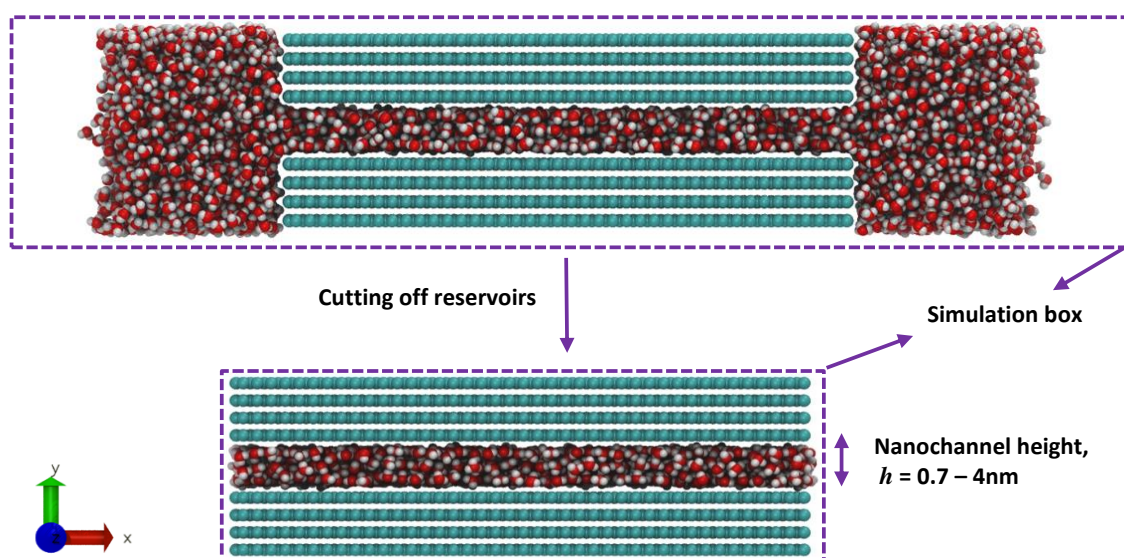 Cutting off reservoirs
Simulation box
Nanochannel height,
h = 0.7 – 4nm
y
z
x